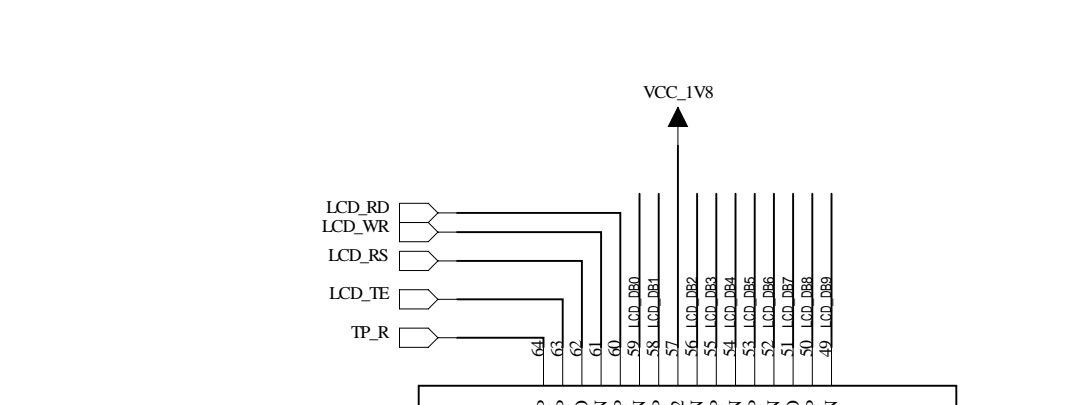 VCC_1V8
LCD_RD
LCD_WR
LCD_RS
LCD_TE
TP_R
LCD_DB0
LCD_DB1
LCD_DB2
LCD_DB3
LCD_DB4
LCD_DB5
LCD_DB6
LCD_DB7
LCD_DB8
LCD_DB9
64
63
62
61
60
59
58
57
56
55
54
53
52
51
50
49